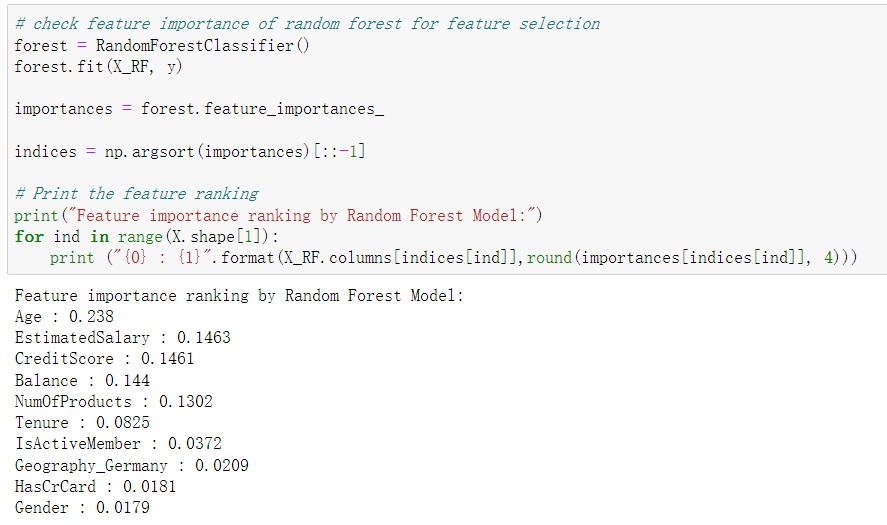 # check feature importance of random forest for feature selection
forest = RandomForestClassifier()
forest.fit(X_RF, y)
importances = forest.feature_importances_
indices = np.argsort(importances)[::-1]
# Print the feature ranking
print("Feature importance ranking by Random Forest Model:")
for ind in range(X.shape[1]):
    print ("{0} : {1}".format(X_RF.columns[indices[ind]],round(importances[indices[ind]], 4)))
Feature importance ranking by Random Forest Model:
Age : 0.238
EstimatedSalary : 0.1463
CreditScore : 0.1461
Balance : 0.144
NumOfProducts : 0.1302
Tenure : 0.0825
IsActiveMember : 0.0372
Geography_Germany : 0.0209
HasCrCard : 0.0181
Gender : 0.0179